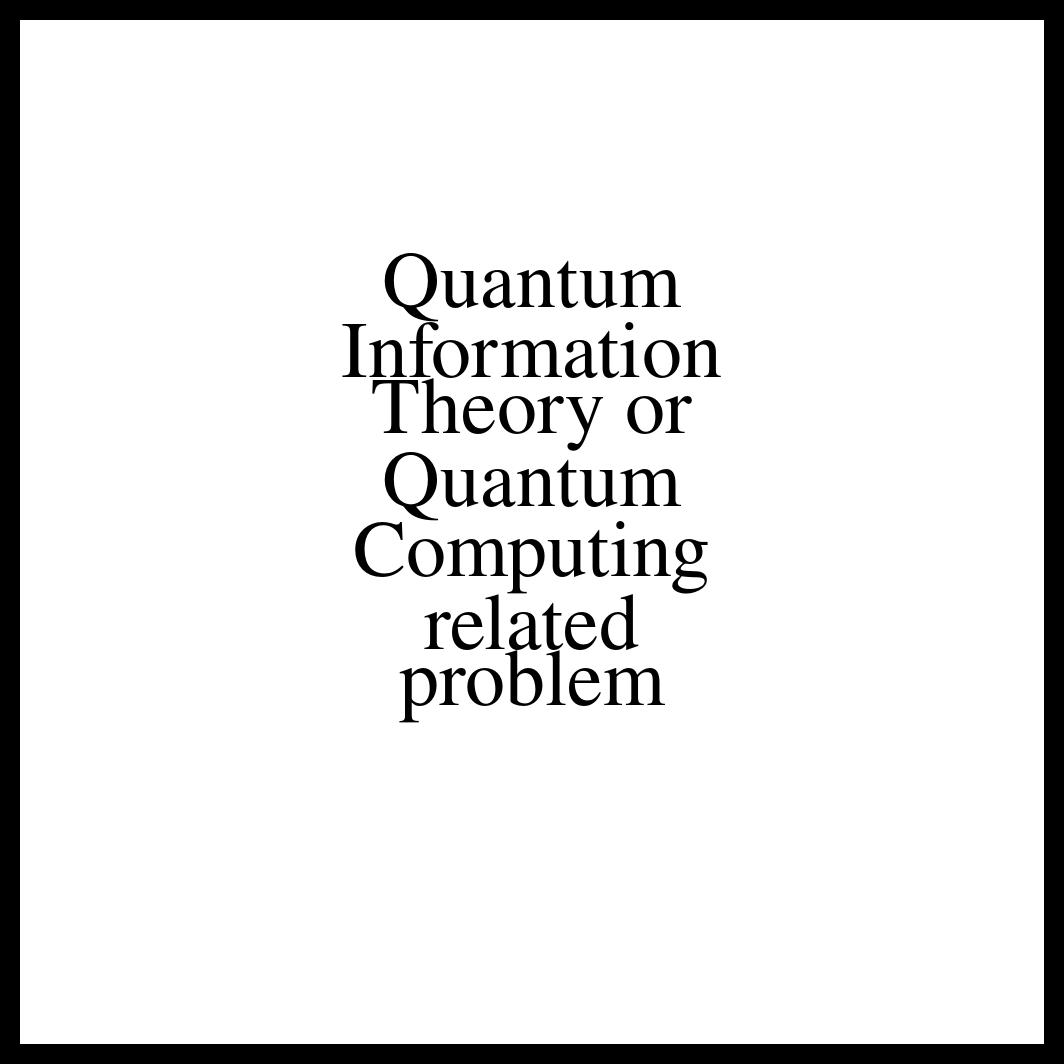 Quantum
Information
Theory or
Quantum
Computing
related
problem